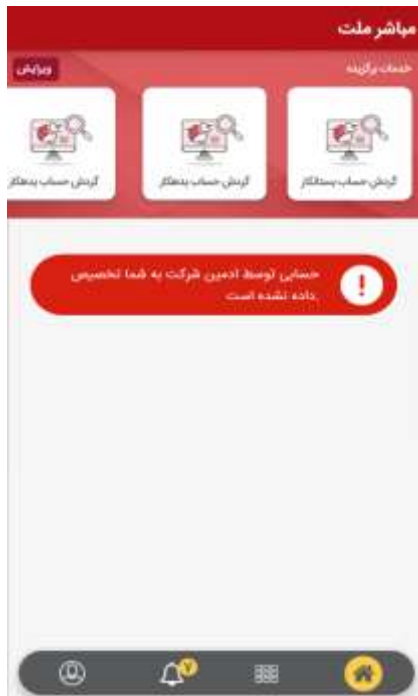 مباشر ملت
خدمات برگزیده
ویرایش
گردش حساب بستانکار
گردش حساب بدهکار
گردش حساب بدهکار
حسابی توسط ادمین شرکت به شما تخصیص
داده نشده است.
۷